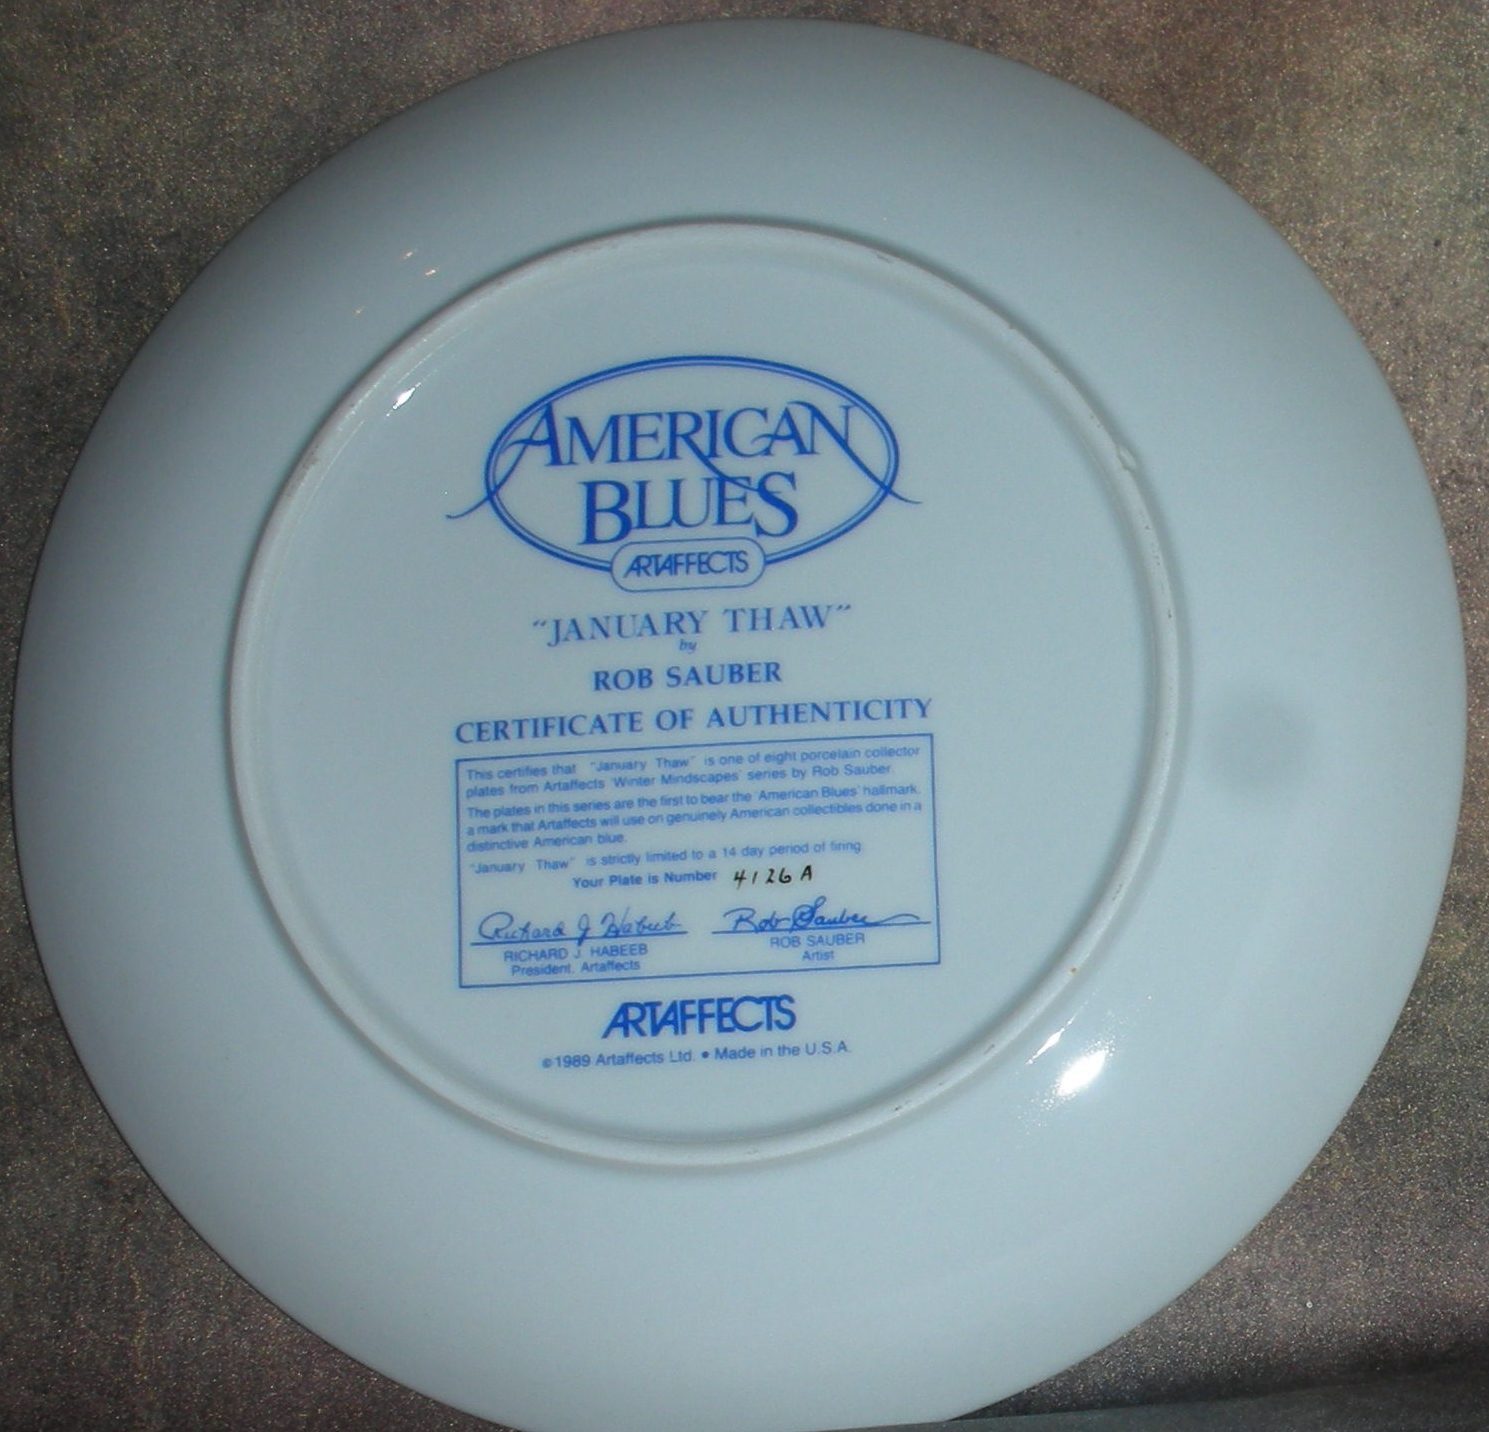 AMERICAN
BLUES
ARTAFFECTS
"JANUARY THAW"
by
ROB SAUBER
CERTIFICATE OF AUTHENTICITY
This certifies that "January Thaw" is one of eight porcelain collector
plates from Artaffects 'Winter Mindscapes' series by Rob Sauber.
The plates in this series are the first to bear the 'American Blues' hallmark,
a mark that Artaffects will use on genuinely American collectibles done in a
distinctive American blue.
"January Thaw" is strictly limited to a 14 day period of firing.
Your Plate is Number 4126 A
Richard J. Habeeb Rob Sauber
RICHARD J. HABEEB ROB SAUBER
President, Artaffects Artist
ARTAFFECTS
©1989 Artaffects Ltd. • Made in the U.S.A.